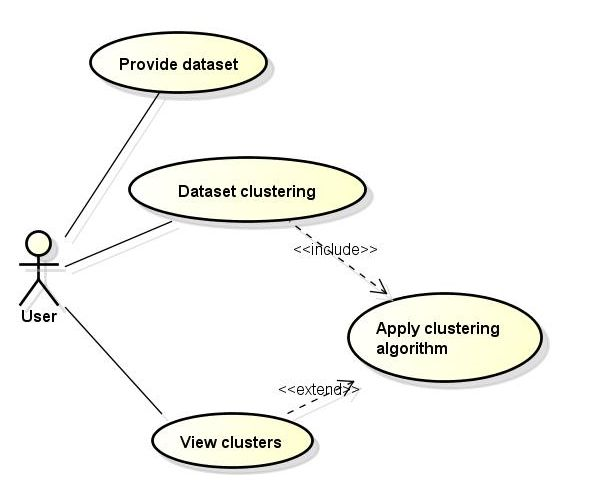 Provide dataset
Dataset clustering
<<include>>
User
Apply clustering
algorithm
<<extend>>
View clusters